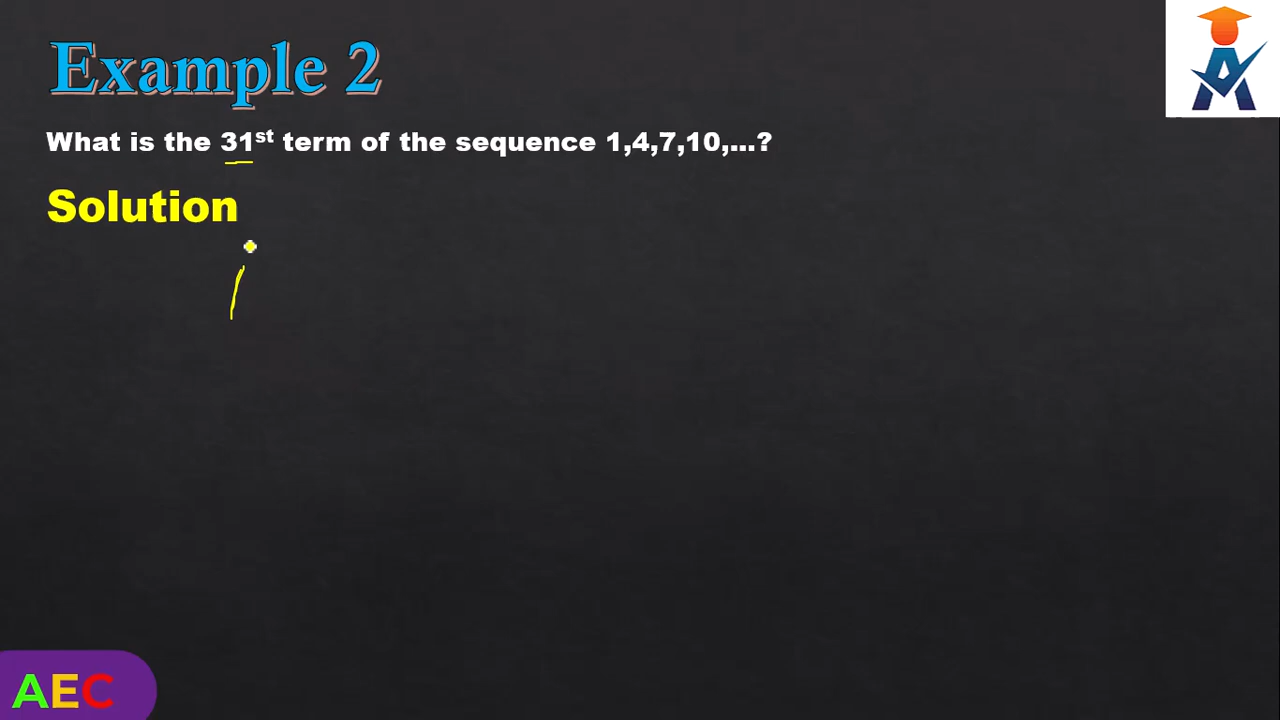 Example 2
What is the 31st term of the sequence 1,4,7,10,...?
Solution
AEC